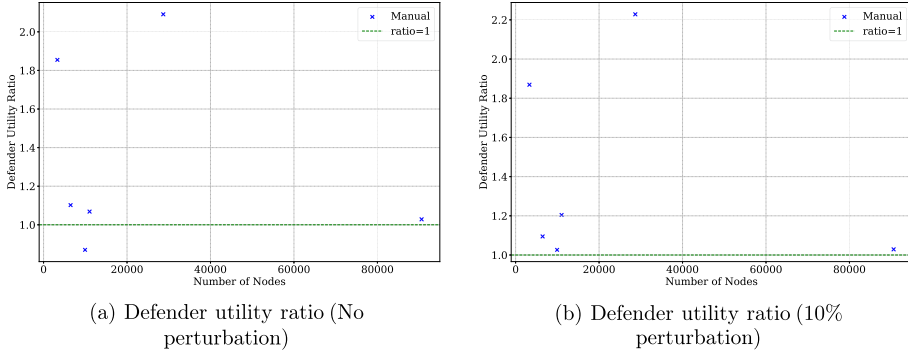 Defender Utility Ratio
2.0
1.8
1.6
1.4
1.2
1.0
0
20000
40000
60000
80000
Number of Nodes
Manual
ratio=1
(a) Defender utility ratio (No
perturbation)
Defender Utility Ratio
2.2
2.0
1.8
1.6
1.4
1.2
1.0
0
20000
40000
60000
80000
Number of Nodes
Manual
ratio=1
(b) Defender utility ratio (10%
perturbation)